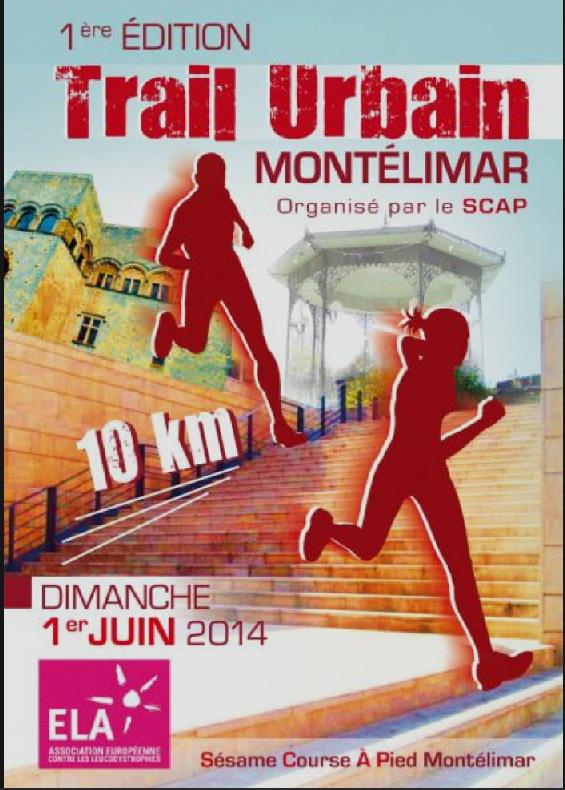 1ère ÉDITION
Trail Urbain
MONTÉLIMAR
Organisé par le SCAP
10 km
DIMANCHE
1er JUIN 2014
ELA
ASSOCIATION EUROPÉENNE
CONTRE LES LEUCODYSTROPHIES
Sésame Course À Pied Montélimar